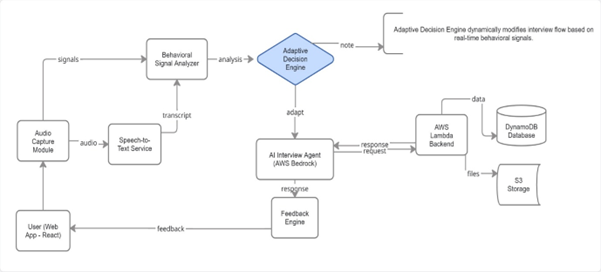 Adaptive Decision Engine dynamically modifies interview flow based on
real-time behavioral signals.
note
signals
Behavioral
Signal Analyzer
analysis
Adaptive
Decision
Engine
transcript
adapt
data
DynamoDB
Database
Audio
Capture
Module
audio
Speech-to-
Text Service
AI Interview Agent
(AWS Bedrock)
response
request
AWS
Lambda
Backend
files
S3
Storage
response
Feedback
Engine
feedback
User (Web
App - React)